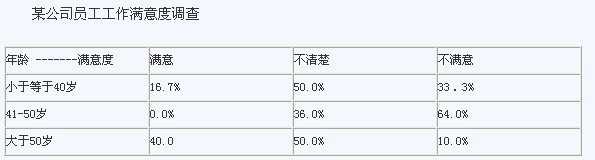 某公司员工工作满意度调查
年龄 -------满意度 满意 不清楚 不满意
小于等于40岁 16.7% 50.0% 33．3%
41-50岁 0.0% 36.0% 64.0%
大于50岁 40.0 50.0% 10.0%